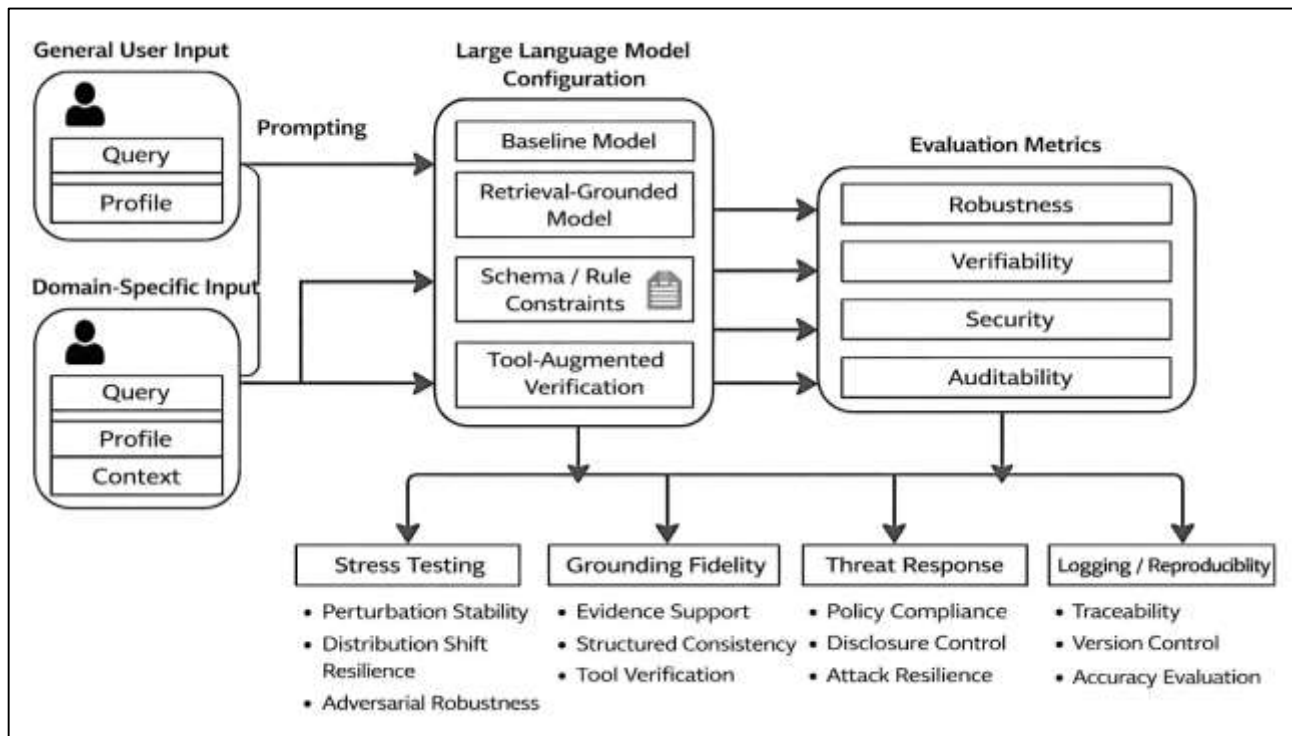 General User Input
Query
Profile
Prompting
Domain-Specific Input
Query
Profile
Context
Large Language Model
Configuration
Baseline Model
Retrieval-Grounded
Model
Schema / Rule
Constraints
Tool-Augmented
Verification
Evaluation Metrics
Robustness
Verifiability
Security
Auditability
Stress Testing
• Perturbation Stability
• Distribution Shift
Resilience
• Adversarial Robustness
Grounding Fidelity
• Evidence Support
• Structured Consistency
• Tool Verification
Threat Response
• Policy Compliance
• Disclosure Control
• Attack Resilience
Logging / Reproduciblity
• Traceability
• Version Control
• Accuracy Evaluation